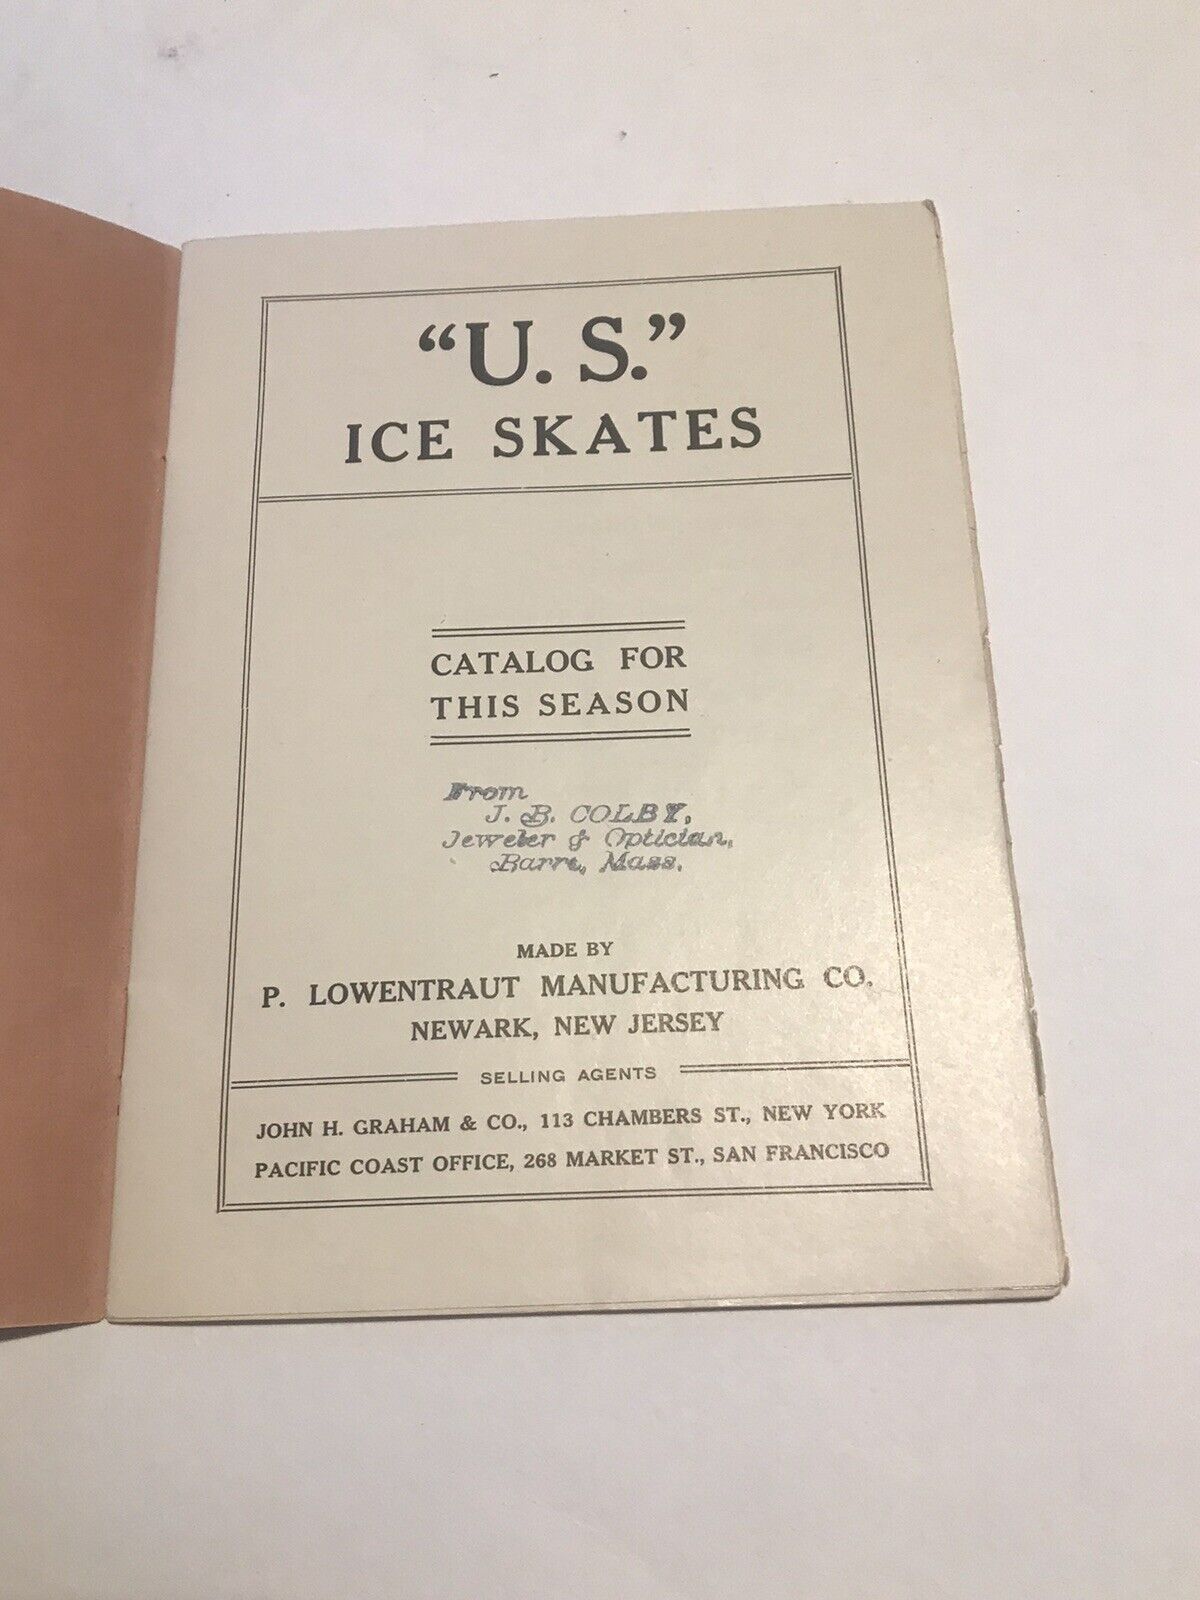 “U. S.”
ICE SKATES
CATALOG FOR
THIS SEASON
From
J. B. COLBY,
Jeweler & Optician,
Barre, Mass.
MADE BY
P. LOWENTRAUT MANUFACTURING CO.
NEWARK, NEW JERSEY
SELLING AGENTS
JOHN H. GRAHAM & CO., 113 CHAMBERS ST., NEW YORK
PACIFIC COAST OFFICE, 268 MARKET ST., SAN FRANCISCO